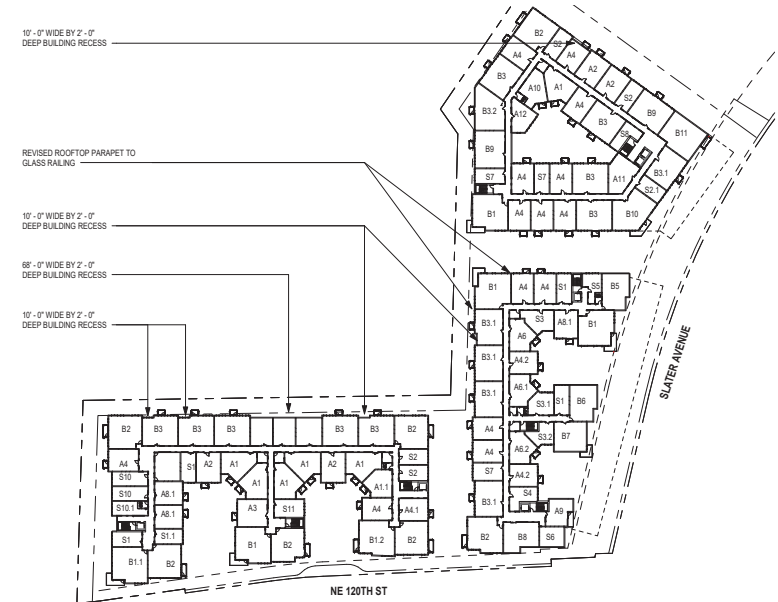 10' - 0" WIDE BY 2' - 0"
DEEP BUILDING RECESS
REVISED ROOFTOP PARAPET TO
GLASS RAILING
10' - 0" WIDE BY 2' - 0"
DEEP BUILDING RECESS
68' - 0" WIDE BY 2' - 0"
DEEP BUILDING RECESS
10' - 0" WIDE BY 2' - 0"
DEEP BUILDING RECESS
B2
S2
A4
A4
A2
A2
S2
B9
B11
B3
A10
A1
A4
B3
S8
B3.2
A12
B9
S7
A4
S7
A4
B3
A11
B3.1
S2.1
B1
A4
A4
A4
B3
B10
B1
A4
A4
S1
S5
B5
B3.1
A6
S3
A8.1
B1
B3.1
A4.2
B3.1
A6.1
S3.1
S1
B6
A4
A6.2
S3.2
B7
A4
S7
A4.2
B3.1
S4
A9
B2
B8
S6
SLATER AVENUE
B2
B3
B3
B3
B3
B3
B2
A4
S1
A2
A1
A1
A2
A1
S2
S10
S2
S10
A8.1
A1
A1
A1.1
S10.1
A8.1
A3
S11
A4
A4.1
S1
S1.1
B1.1
B2
B1
B2
B1.2
B2
NE 120TH ST